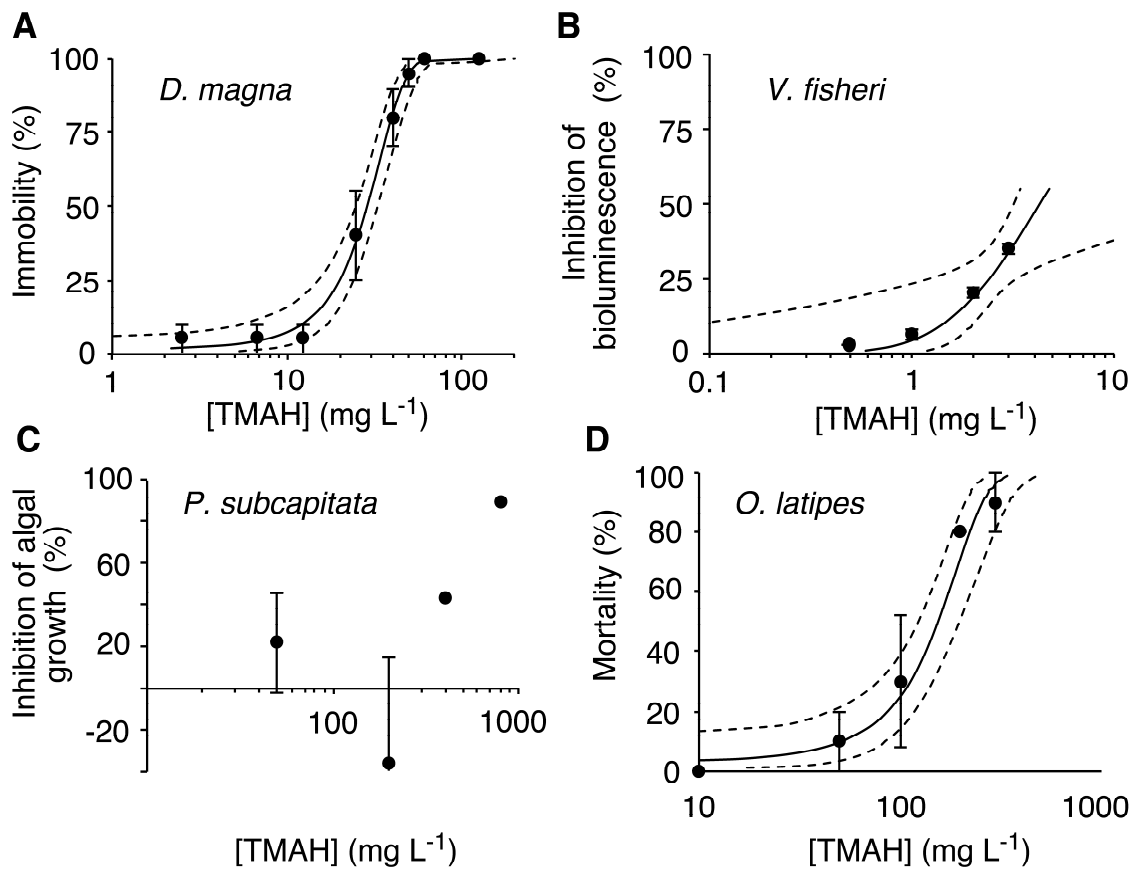 A
D. magna
Immobility (%)
100
75
50
25
0
1
10
100
[TMAH] (mg L-1)
B
V. fisheri
Inhibition of
bioluminescence (%)
100
75
50
25
0
0.1
1
10
[TMAH] (mg L-1)
C
P. subcapitata
Inhibition of algal
growth (%)
100
60
20
-20
100
1000
[TMAH] (mg L-1)
D
O. latipes
Mortality (%)
100
80
60
40
20
0
10
100
1000
[TMAH] (mg L-1)